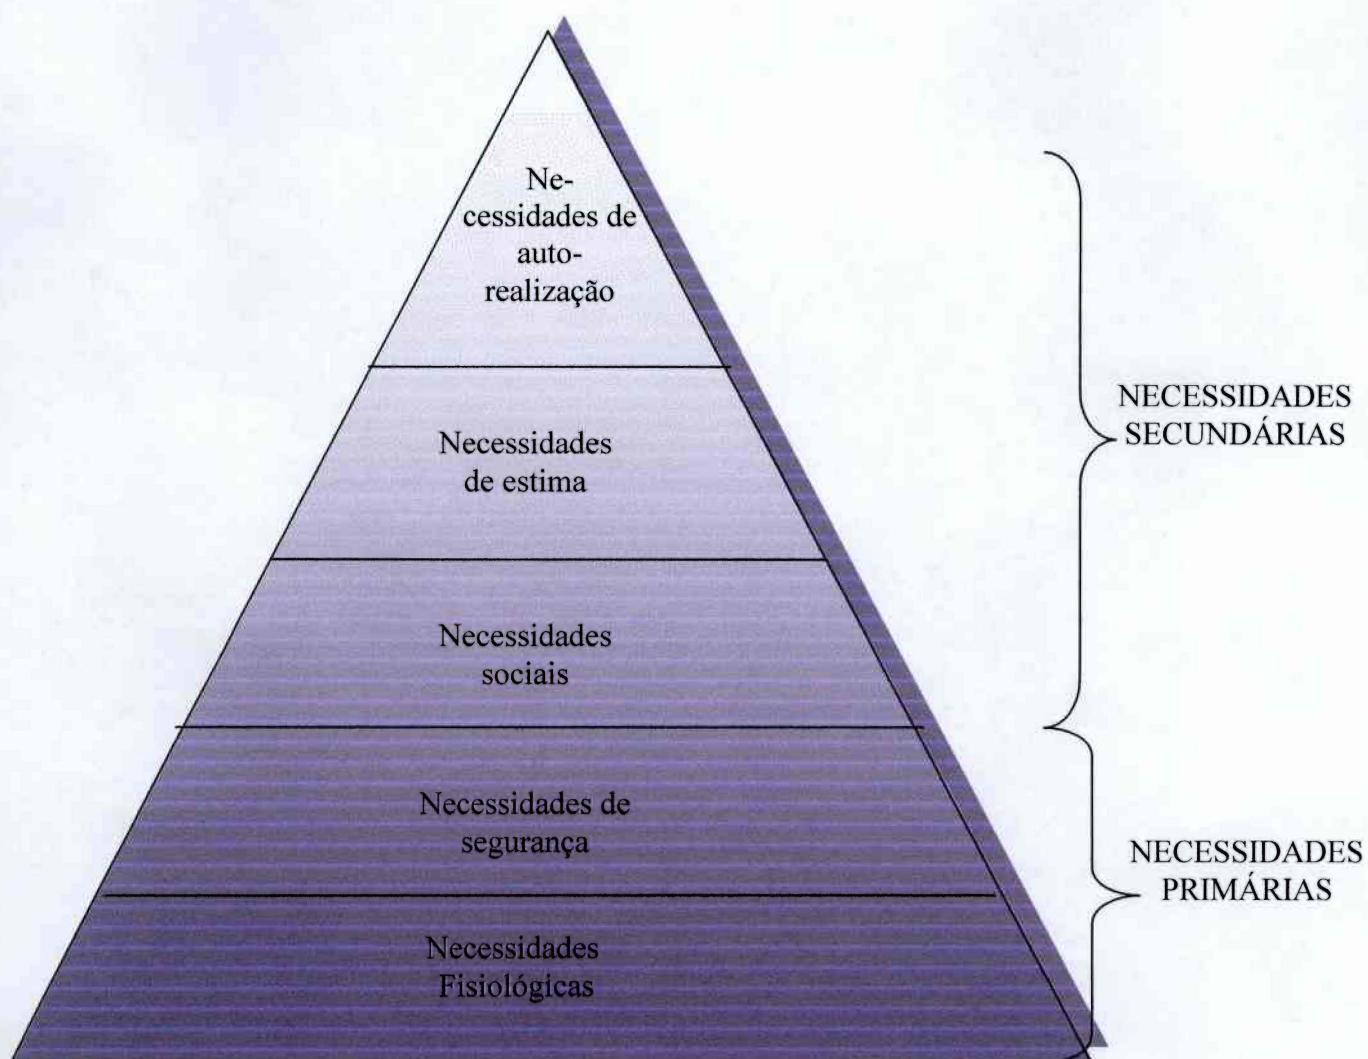 Ne-
cessidades de
auto-
realização
Necessidades
de estima
NECESSIDADES
SECUNDÁRIAS
Necessidades
sociais
Necessidades de
segurança
NECESSIDADES
PRIMÁRIAS
Necessidades
Fisiológicas